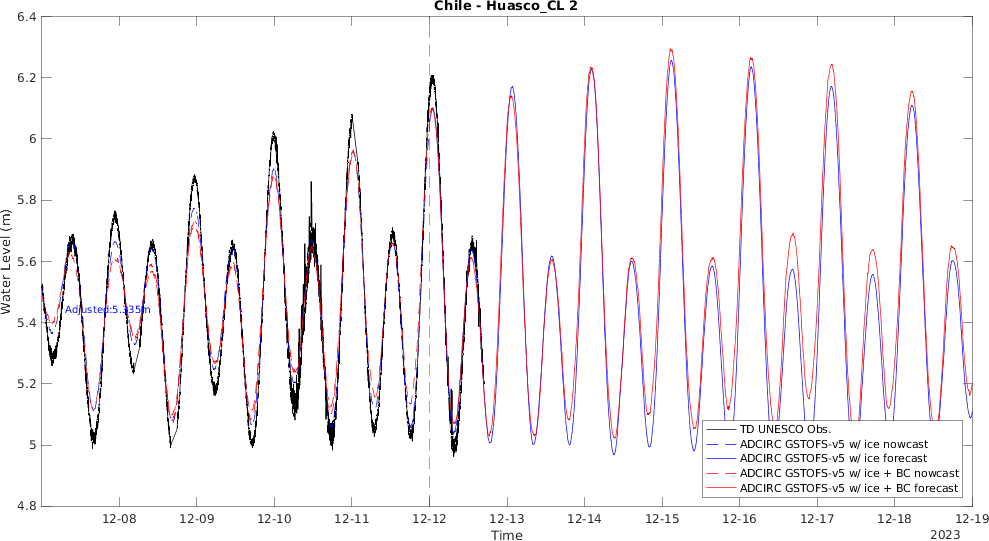 Chile - Huasco_CL 2
6.4
6.2
6
5.8
5.6
5.4
5.2
5
4.8
Water Level (m)
Adjusted:5.335m
TD UNESCO Obs.
ADCIRC GSTOFS-v5 w/ ice nowcast
ADCIRC GSTOFS-v5 w/ ice forecast
ADCIRC GSTOFS-v5 w/ ice + BC nowcast
ADCIRC GSTOFS-v5 w/ ice + BC forecast
12-08 12-09 12-10 12-11 12-12 12-13 12-14 12-15 12-16 12-17 12-18 12-19
Time
2023